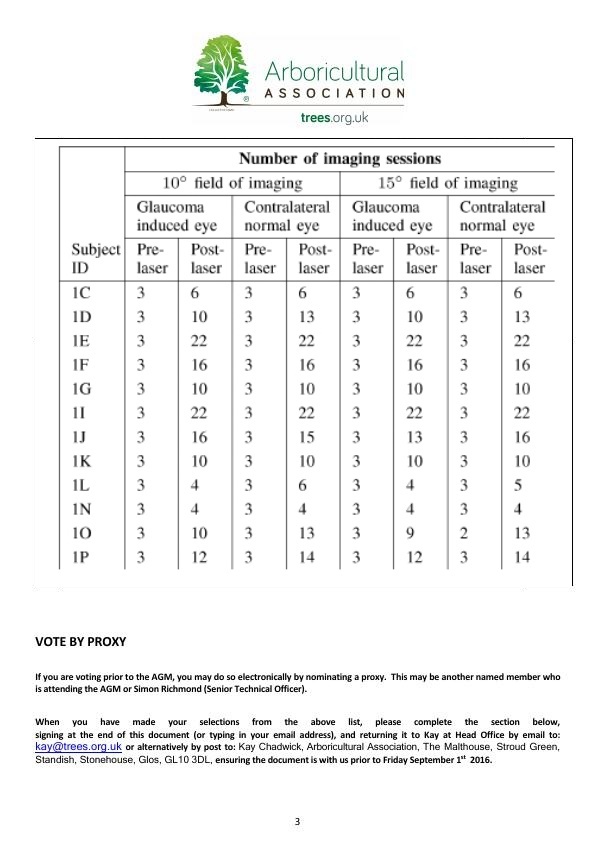 Arboricultural
ASSOCIATION
®
trees.org.uk
Number of imaging sessions
10° field of imaging 15° field of imaging
Glaucoma Contralateral Glaucoma Contralateral
induced eye normal eye induced eye normal eye
Subject Pre- Post- Pre- Post- Pre- Post- Pre- Post-
ID laser laser laser laser laser laser laser laser
1C 3 6 3 6 3 6 3 6
1D 3 10 3 13 3 10 3 13
1E 3 22 3 22 3 22 3 22
1F 3 16 3 16 3 16 3 16
1G 3 10 3 10 3 10 3 10
1I 3 22 3 22 3 22 3 22
1J 3 16 3 15 3 13 3 16
1K 3 10 3 10 3 10 3 10
1L 3 4 3 6 3 4 3 5
1N 3 4 3 4 3 4 3 4
1O 3 10 3 13 3 9 2 13
1P 3 12 3 14 3 12 3 14
VOTE BY PROXY
If you are voting prior to the AGM, you may do so electronically by nominating a proxy. This may be another named member who
is attending the AGM or Simon Richmond (Senior Technical Officer).
When you have made your selections from the above list, please complete the section below,
signing at the end of this document (or typing in your email address), and returning it to Kay at Head Office by email to:
kay@trees.org.uk or alternatively by post to: Kay Chadwick, Arboricultural Association, The Malthouse, Stroud Green,
Standish, Stonehouse, Glos, GL10 3DL, ensuring the document is with us prior to Friday September 1st 2016.
3